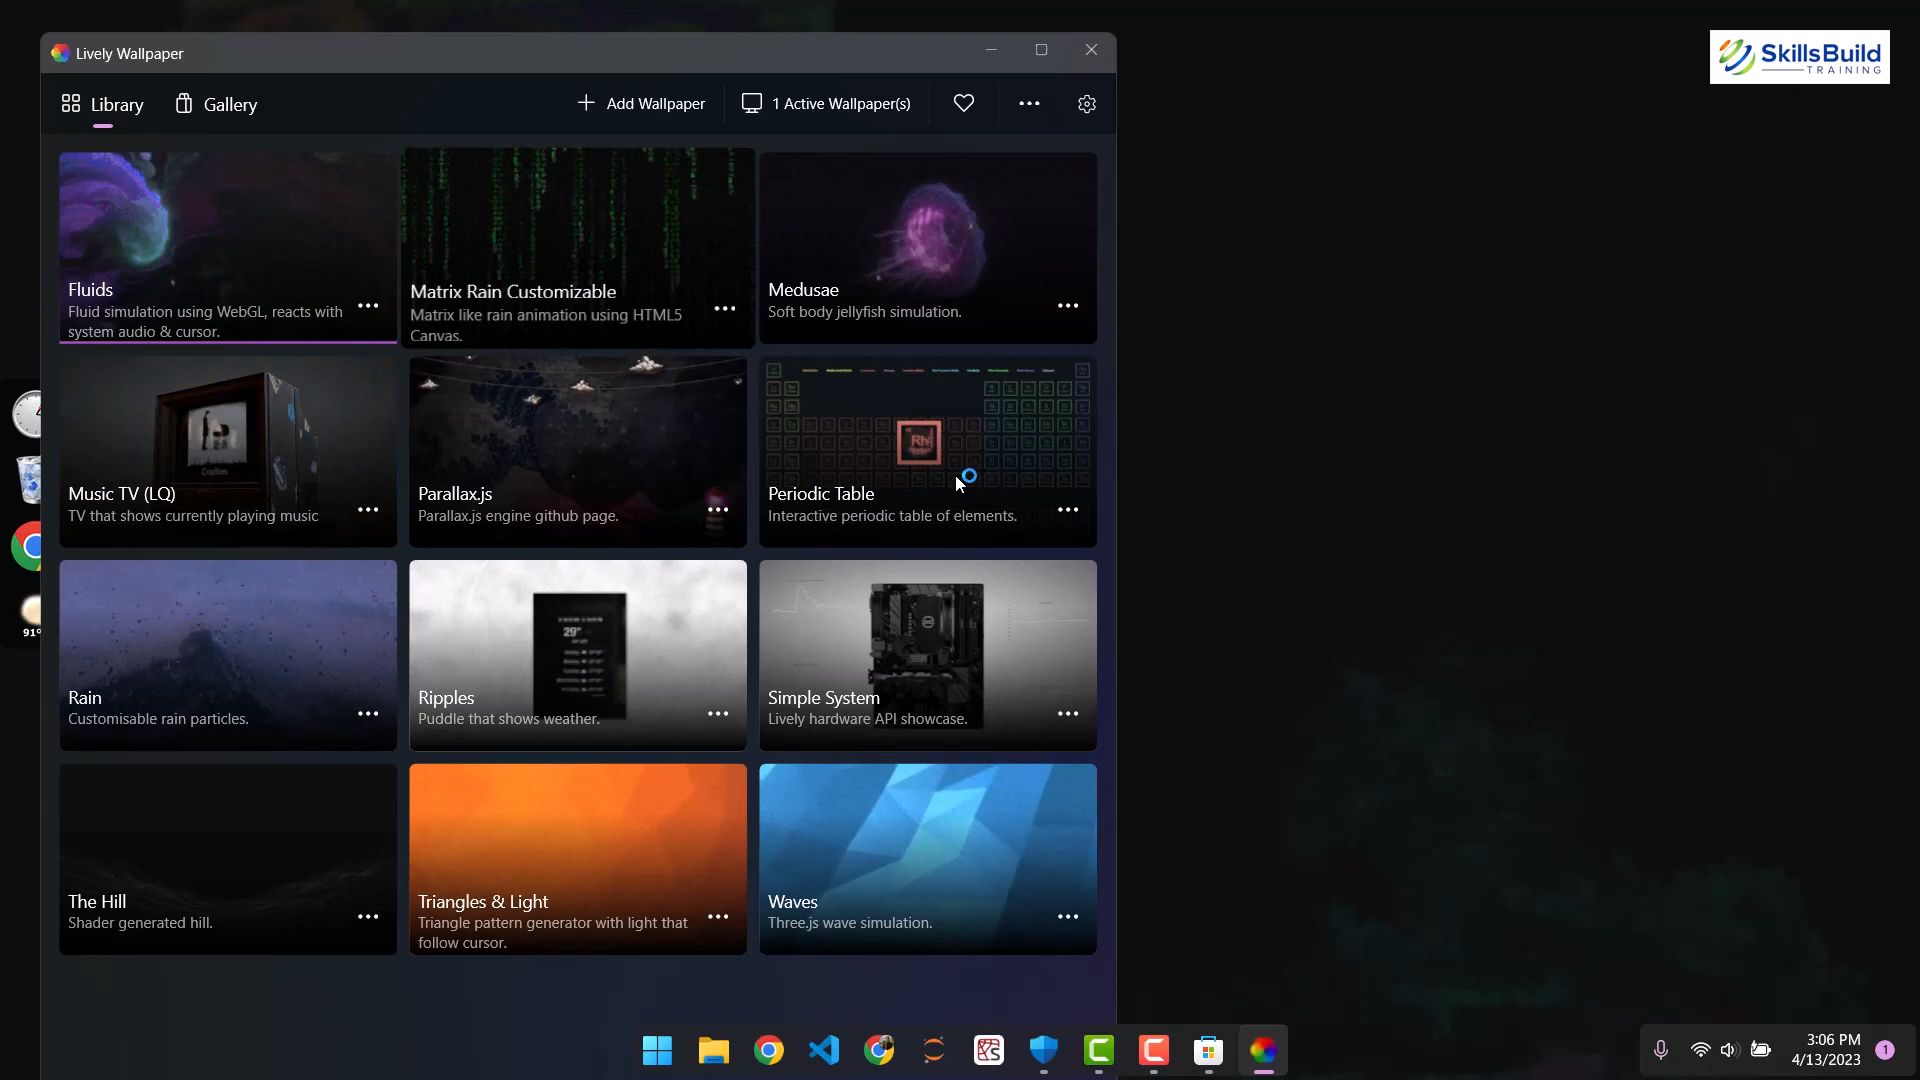 Lively Wallpaper
SkillsBuild
TRAINING
Library
Gallery
Add Wallpaper
1 Active Wallpaper(s)
Fluids
Fluid simulation using WebGL, reacts with
system audio & cursor.
Matrix Rain Customizable
Matrix like rain animation using HTML5
Canvas.
Medusae
Soft body jellyfish simulation.
Cradles
Music TV (LQ)
TV that shows currently playing music
Parallax.js
Parallax.js engine github page.
Rh
Periodic Table
Interactive periodic table of elements.
91°
Rain
Customisable rain particles.
29°
Ripples
Puddle that shows weather.
Simple System
Lively hardware API showcase.
The Hill
Shader generated hill.
Triangles & Light
Triangle pattern generator with light that
follow cursor.
Waves
Three.js wave simulation.
3:06 PM
4/13/2023
1